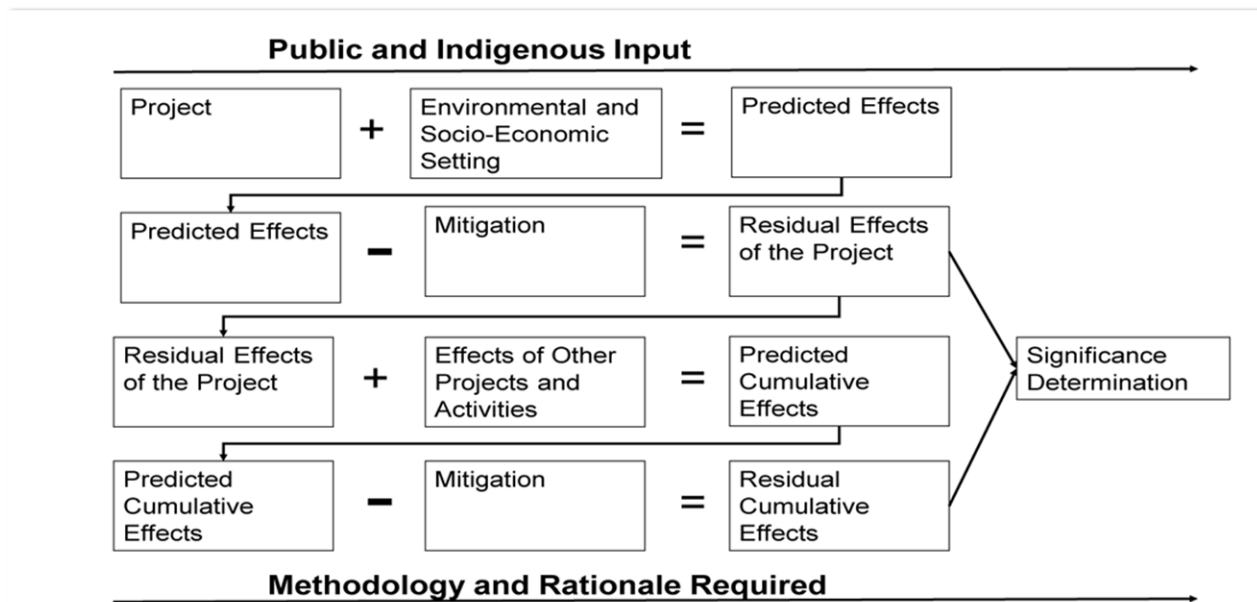 Public and Indigenous Input
Project
+
Environmental and
Socio-Economic
Setting
=
Predicted Effects
Predicted Effects
-
Mitigation
=
Residual Effects
of the Project
Residual Effects
of the Project
+
Effects of Other
Projects and
Activities
=
Predicted
Cumulative
Effects
Significance
Determination
Predicted
Cumulative
Effects
-
Mitigation
=
Residual
Cumulative
Effects
Methodology and Rationale Required